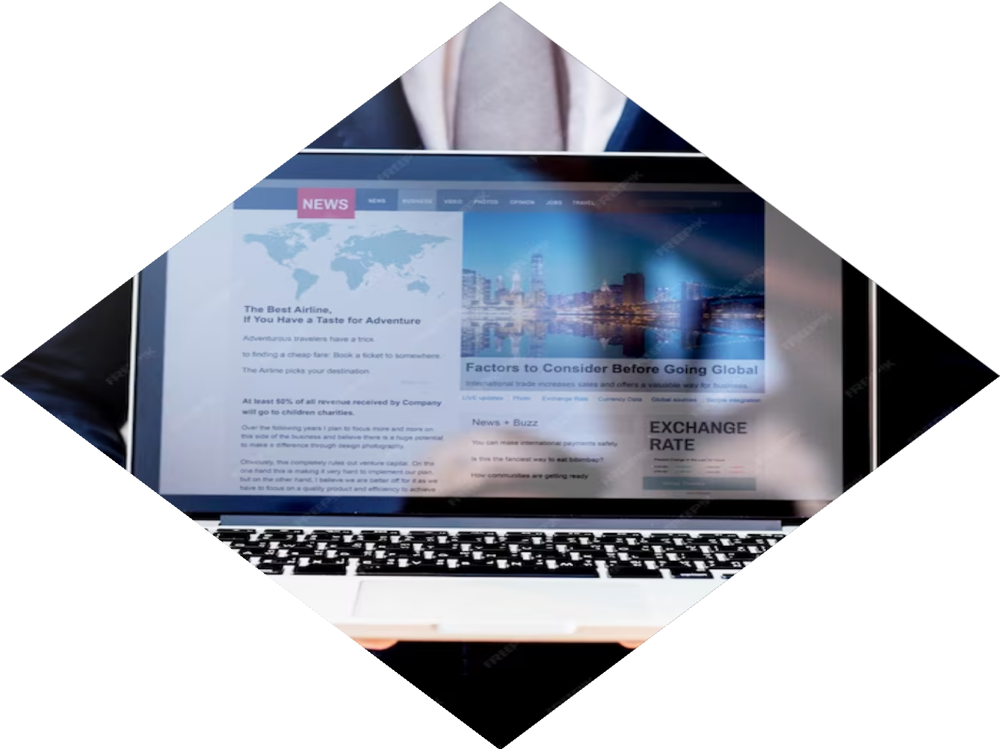 NEWS
NEWS BUSINESS VIDEO PHOTOS OPINION JOBS TRAVEL
The Best Airline,
If You Have a Taste for Adventure
Adventurous travelers have a trick
to finding a cheap fare: Book a ticket to somewhere.
The Airline picks your destination.
At least 50% of all revenue received by Company
will go to children charities.
Over the following years I plan to focus more and more on
this side of the business and believe there is a huge potential
to make a difference through design photography.
Obviously, this completely rules out venture capital. On the
one hand this is making it very hard to implement our plan,
but on the other hand, I believe we are better off for it as we
have to focus on a quality product and efficiency to achieve
Factors to Consider Before Going Global
International trade increases sales and offers a valuable way for business.
LIVE updates Photo Exchange Rate Currency Data Global sources Simple integration
News + Buzz
You can make international payments safely
Is this the fanciest way to eat bibimbap?
How communities are getting ready
EXCHANGE
RATE
FREEPIK